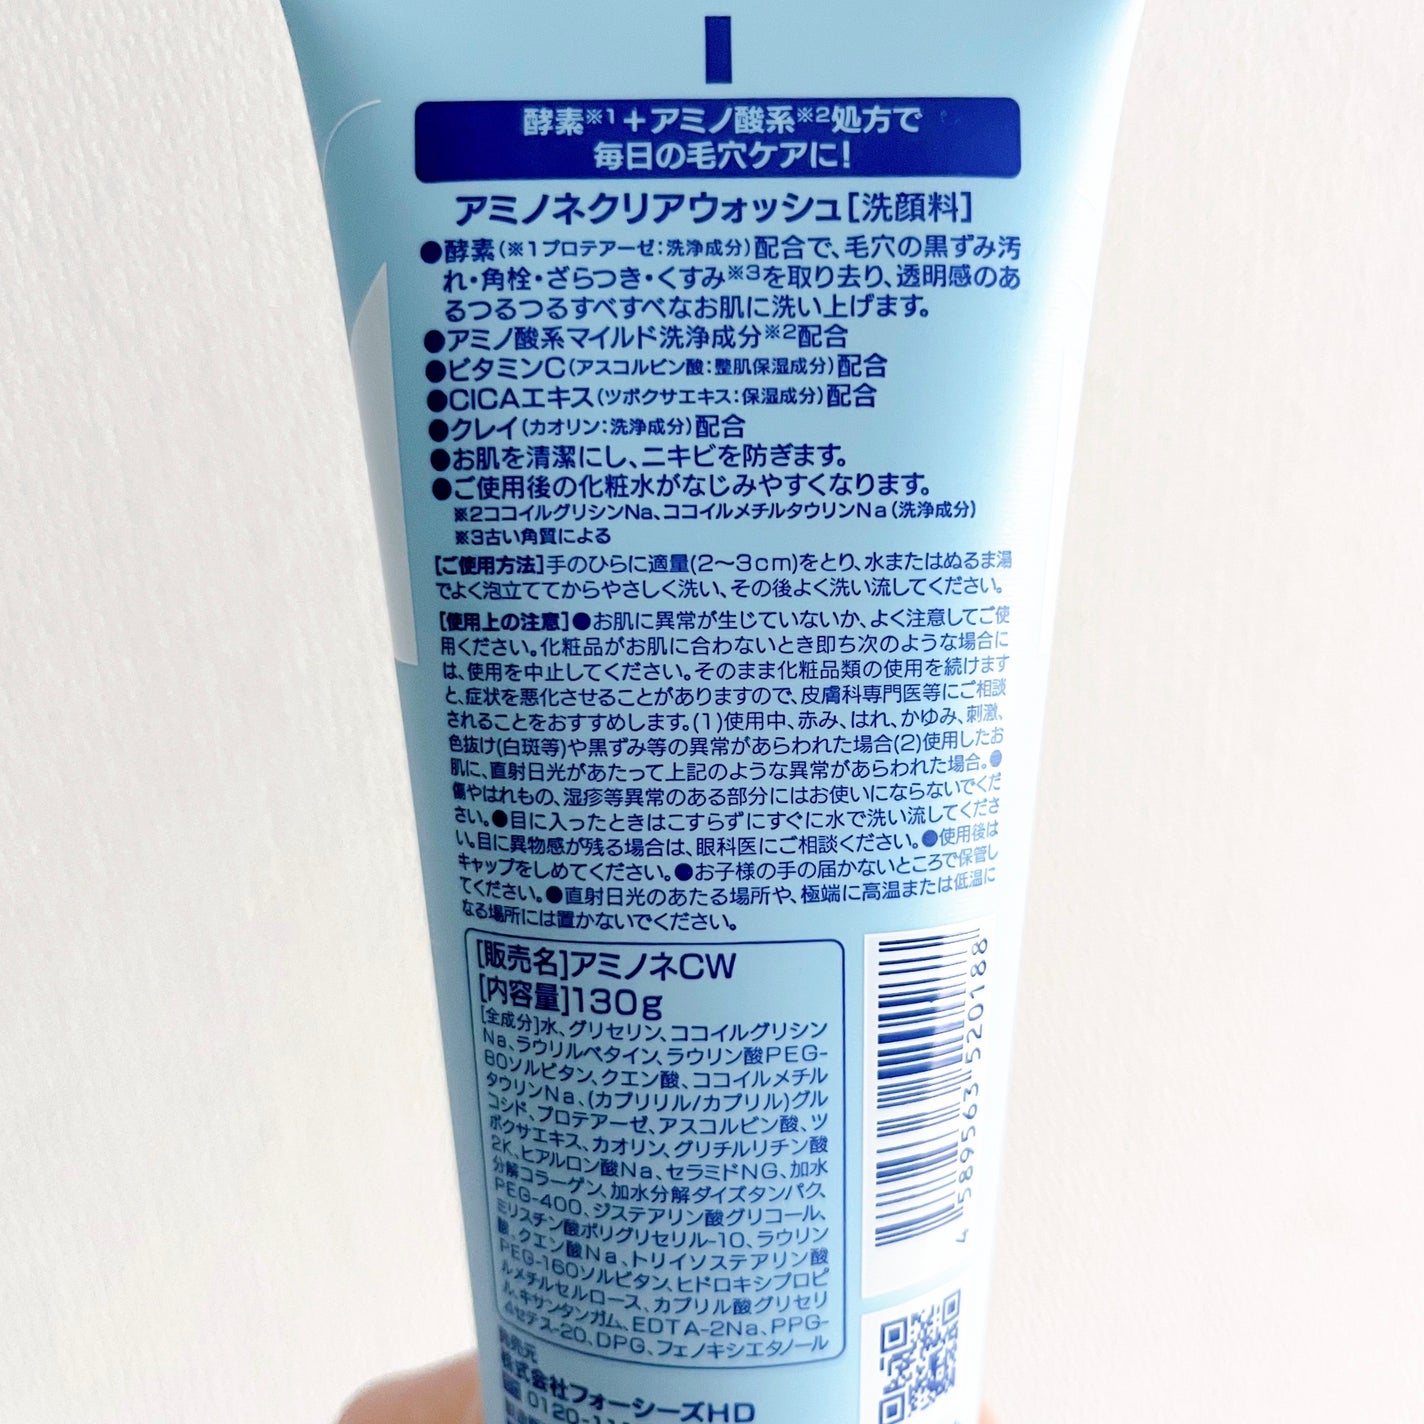 酵素※1＋アミノ酸系※2処方で
毎日の毛穴ケアに！
アミノネクリアウォッシュ［洗顔料］
●酵素（※1プロテアーゼ：洗浄成分）配合で、毛穴の黒ずみ汚
れ・角栓・ざらつき・くすみ※3を取り去り、透明感のあ
るつるつるすべすべなお肌に洗い上げます。
●アミノ酸系マイルド洗浄成分※2配合
●ビタミンC（アスコルビン酸：整肌保湿成分）配合
●CICAエキス（ツボクサエキス：保湿成分）配合
●クレイ（カオリン：洗浄成分）配合
●お肌を清潔にし、ニキビを防ぎます。
●ご使用後の化粧水がなじみやすくなります。
※2ココイルグリシンNa、ココイルメチルタウリンNa（洗浄成分）
※3古い角質による
［ご使用方法］手のひらに適量(2～3cm)をとり、水またはぬるま湯
でよく泡立ててからやさしく洗い、その後よく洗い流してください。
［使用上の注意］●お肌に異常が生じていないか、よく注意してご使
用ください。化粧品がお肌に合わないとき即ち次のような場合に
は、使用を中止してください。そのまま化粧品類の使用を続けます
と、症状を悪化させることがありますので、皮膚科専門医等にご相談
されることをおすすめします。(1)使用中、赤み、はれ、かゆみ、刺激、
色抜け(白斑等)や黒ずみ等の異常があらわれた場合(2)使用したお
肌に、直射日光があたって上記のような異常があらわれた場合。●
傷やはれもの、湿疹等異常のある部分にはお使いにならないでくだ
さい。●目に入ったときはこすらずにすぐに水で洗い流してくださ
い。目に異物感が残る場合は、眼科医にご相談ください。●使用後は
キャップをしめてください。●お子様の手の届かないところで保管し
てください。●直射日光のあたる場所や、極端に高温または低温に
なる場所には置かないでください。
［販売名］アミノネCW
［内容量］130g
［全成分］水、グリセリン、ココイルグリシン
Na、ラウリルベタイン、ラウリン酸PEG-
80ソルビタン、クエン酸、ココイルメチル
タウリンNa、(カプリリル/カプリル)グル
コシド、プロテアーゼ、アスコルビン酸、ツ
ボクサエキス、カオリン、グリチルリチン酸
2K、ヒアルロン酸Na、セラミドNG、加水
分解コラーゲン、加水分解ダイズタンパク、
PEG-400、ジステアリン酸グリコール、
ミリスチン酸ポリグリセリル-10、ラウリン
酸、クエン酸Na、トリイソステアリン酸
PEG-160ソルビタン、ヒドロキシプロピ
ルメチルセルロース、カプリル酸グリセリ
ル、キサンタンガム、EDTA-2Na、PPG-
セテス-20、DPG、フェノキシエタノール
発売元
株式会社フォーシーズHD
0120-11
4 589563 520188